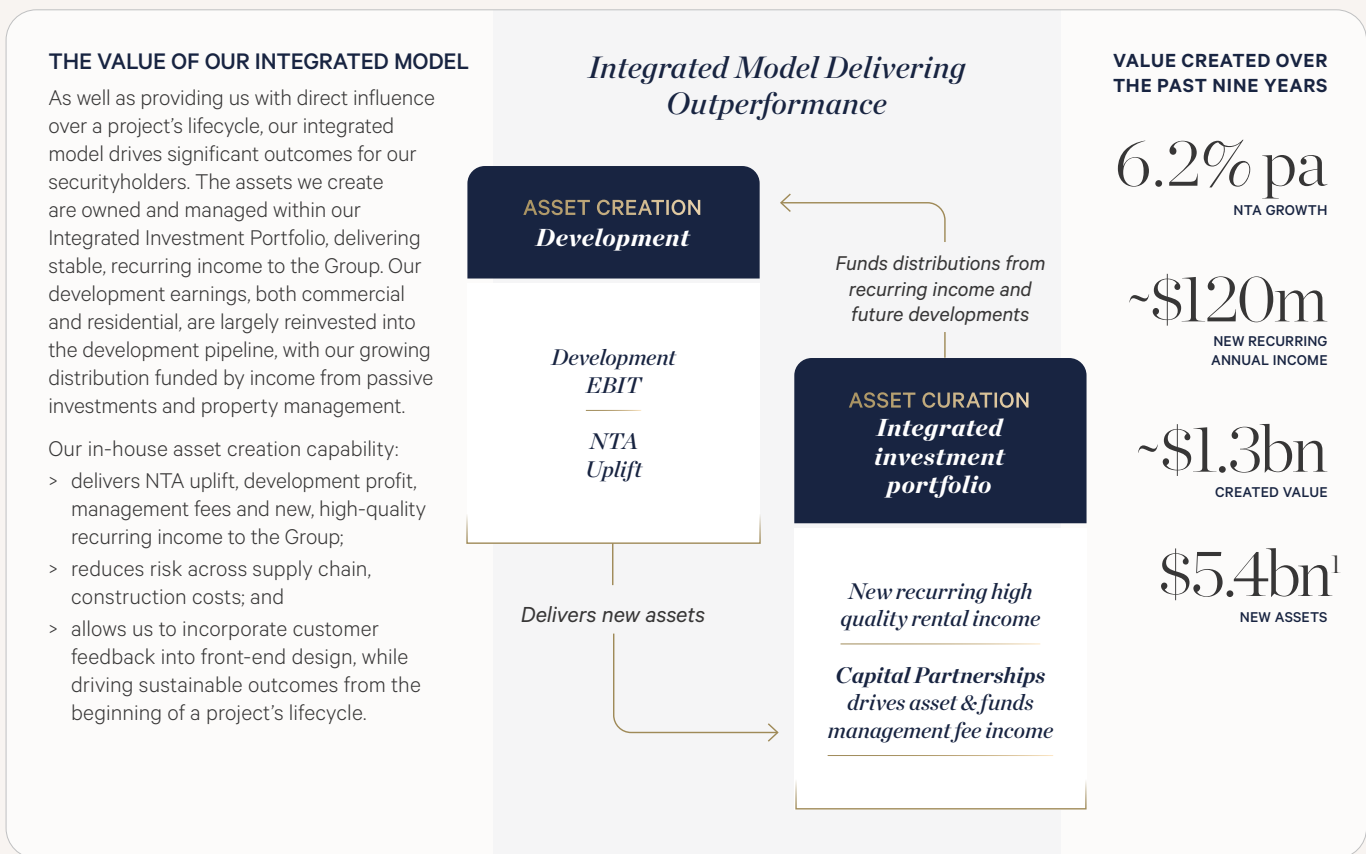 THE VALUE OF OUR INTEGRATED MODEL
As well as providing us with direct influence
over a project’s lifecycle, our integrated
model drives significant outcomes for our
securityholders. The assets we create
are owned and managed within our
Integrated Investment Portfolio, delivering
stable, recurring income to the Group. Our
development earnings, both commercial
and residential, are largely reinvested into
the development pipeline, with our growing
distribution funded by income from passive
investments and property management.
Our in-house asset creation capability:
> delivers NTA uplift, development profit,
management fees and new, high-quality
recurring income to the Group;
> reduces risk across supply chain,
construction costs; and
> allows us to incorporate customer
feedback into front-end design, while
driving sustainable outcomes from the
beginning of a project’s lifecycle.
Integrated Model Delivering
Outperformance
ASSET CREATION
Development
Development
EBIT
NTA
Uplift
Delivers new assets
Funds distributions from
recurring income and
future developments
ASSET CURATION
Integrated
investment
portfolio
New recurring high
quality rental income
Capital Partnerships
drives asset & funds
management fee income
VALUE CREATED OVER
THE PAST NINE YEARS
6.2% pa
NTA GROWTH
~$120m
NEW RECURRING
ANNUAL INCOME
~$1.3bn
CREATED VALUE
$5.4bn¹
NEW ASSETS